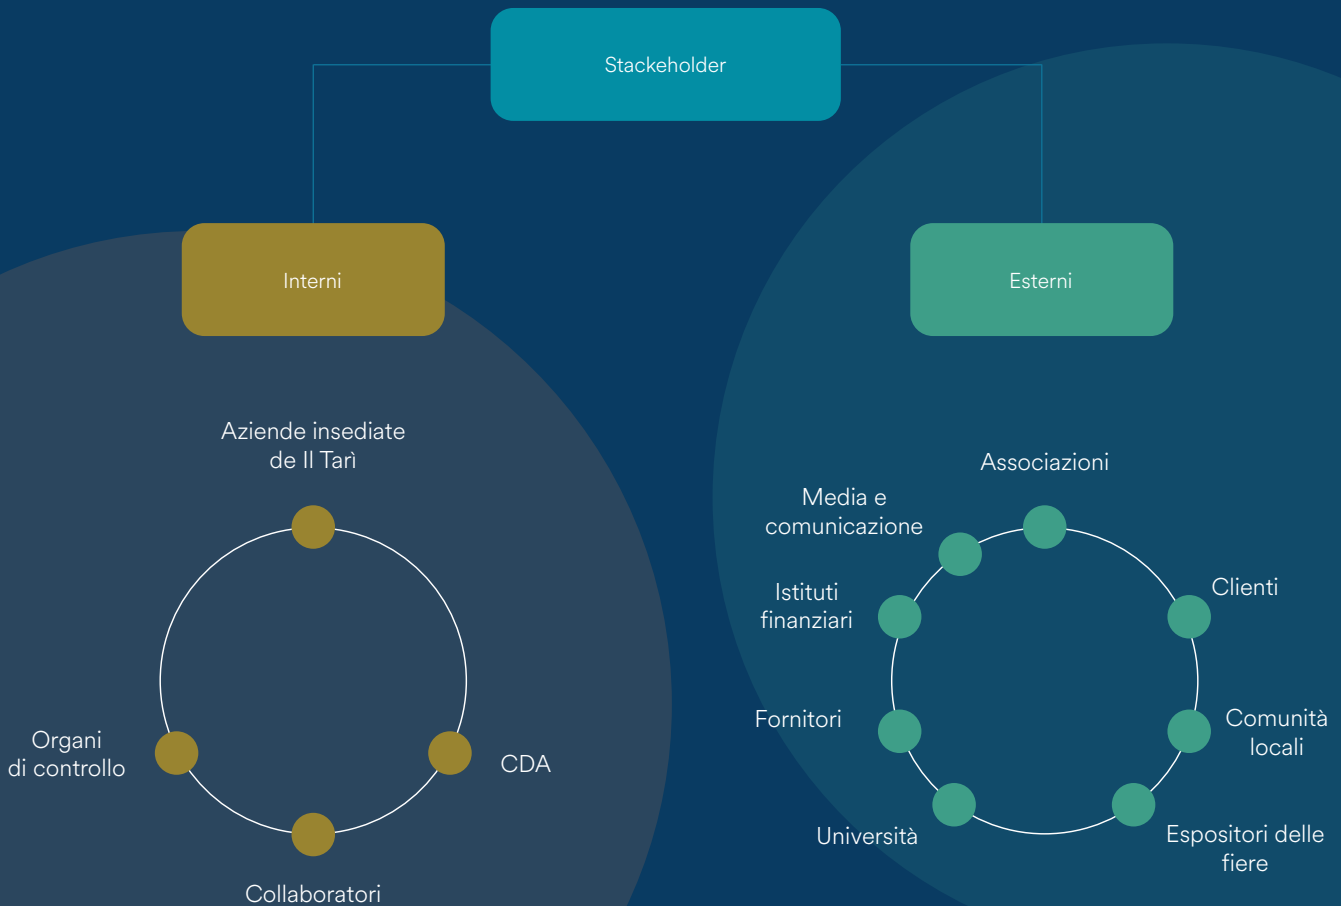 Stackeholder
Interni
Esterni
Aziende insediate
de Il Tarì
Organi
di controllo
CDA
Collaboratori
Associazioni
Media e
comunicazione
Clienti
Istituti
finanziari
Fornitori
Comunità
locali
Università
Espositori delle
fiere